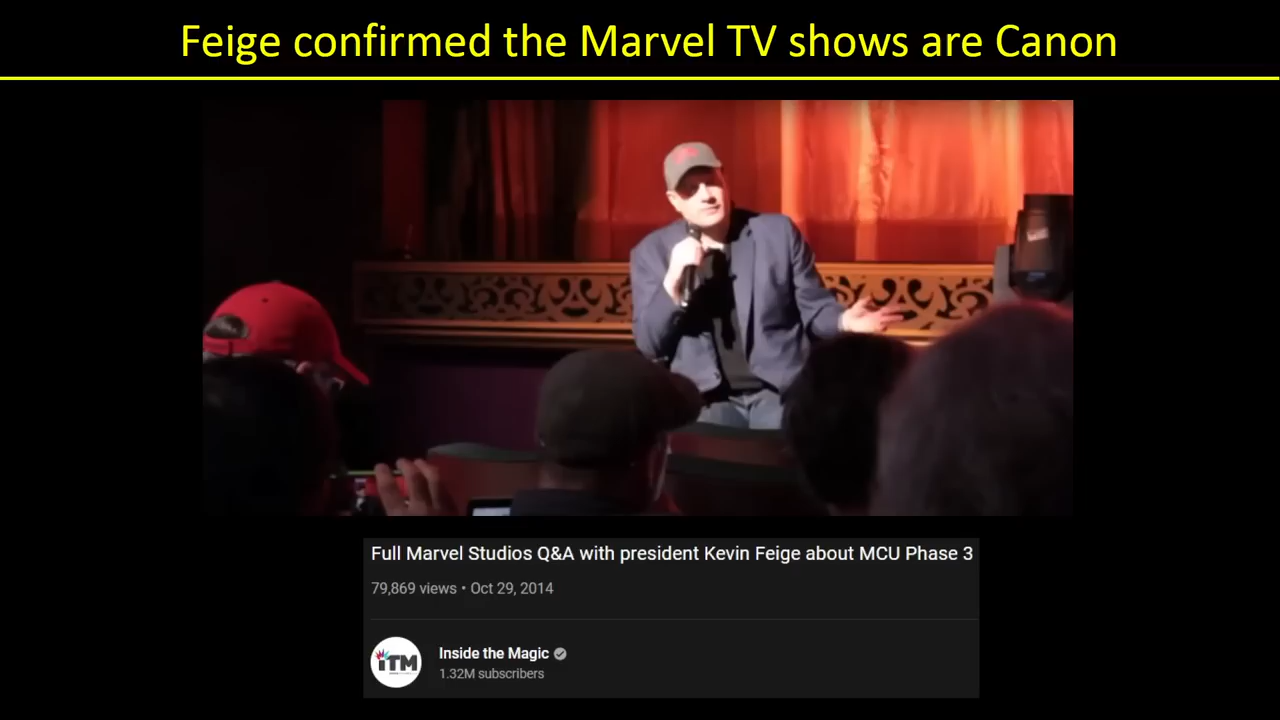 Feige confirmed the Marvel TV shows are Canon
Full Marvel Studios Q&A with president Kevin Feige about MCU Phase 3
79,869 views • Oct 29, 2014
iTM
Inside the Magic
1.32M subscribers